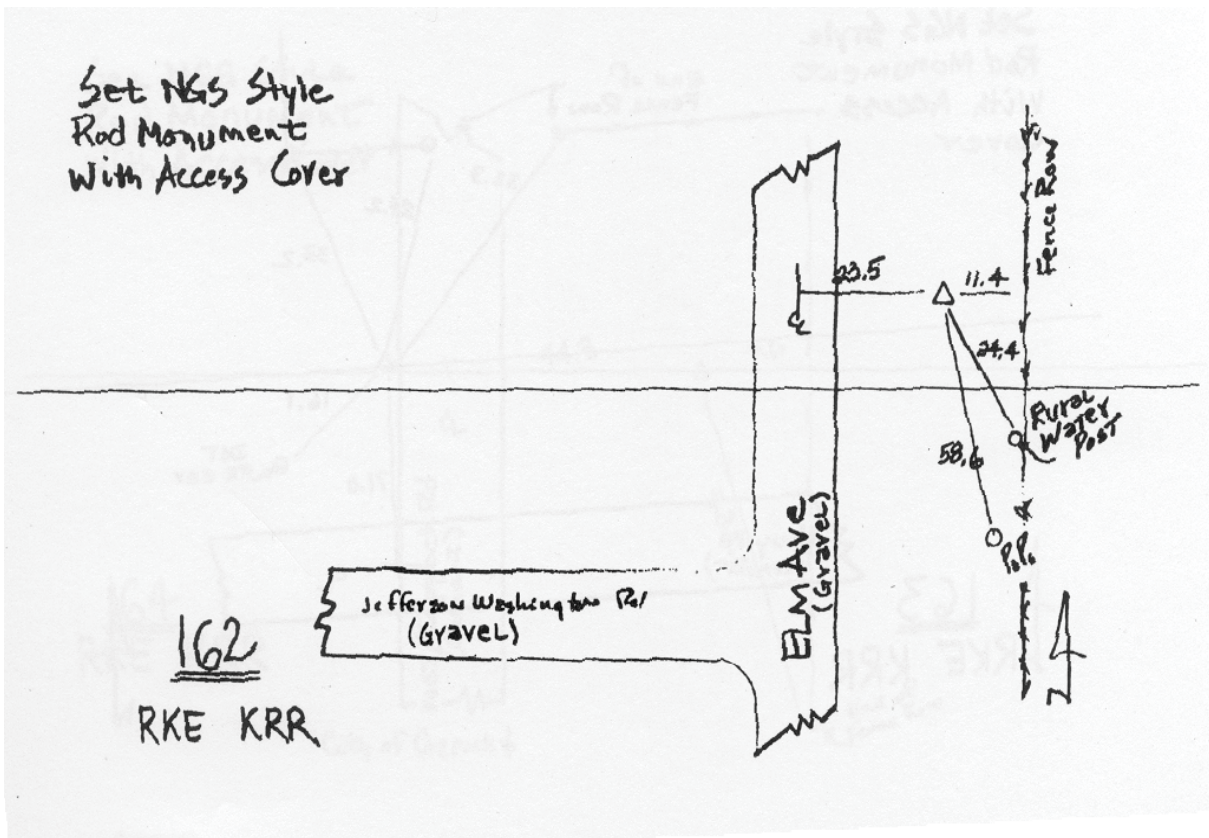 Set NGS Style
Rod Monument
With Access Cover
Fence Row
23.5
11.4
24.4
Rural
Water
Post
58.6
P.P.
ELM Ave
(Gravel)
Jefferson Washington Rd
(Gravel)
162
RKE KRR